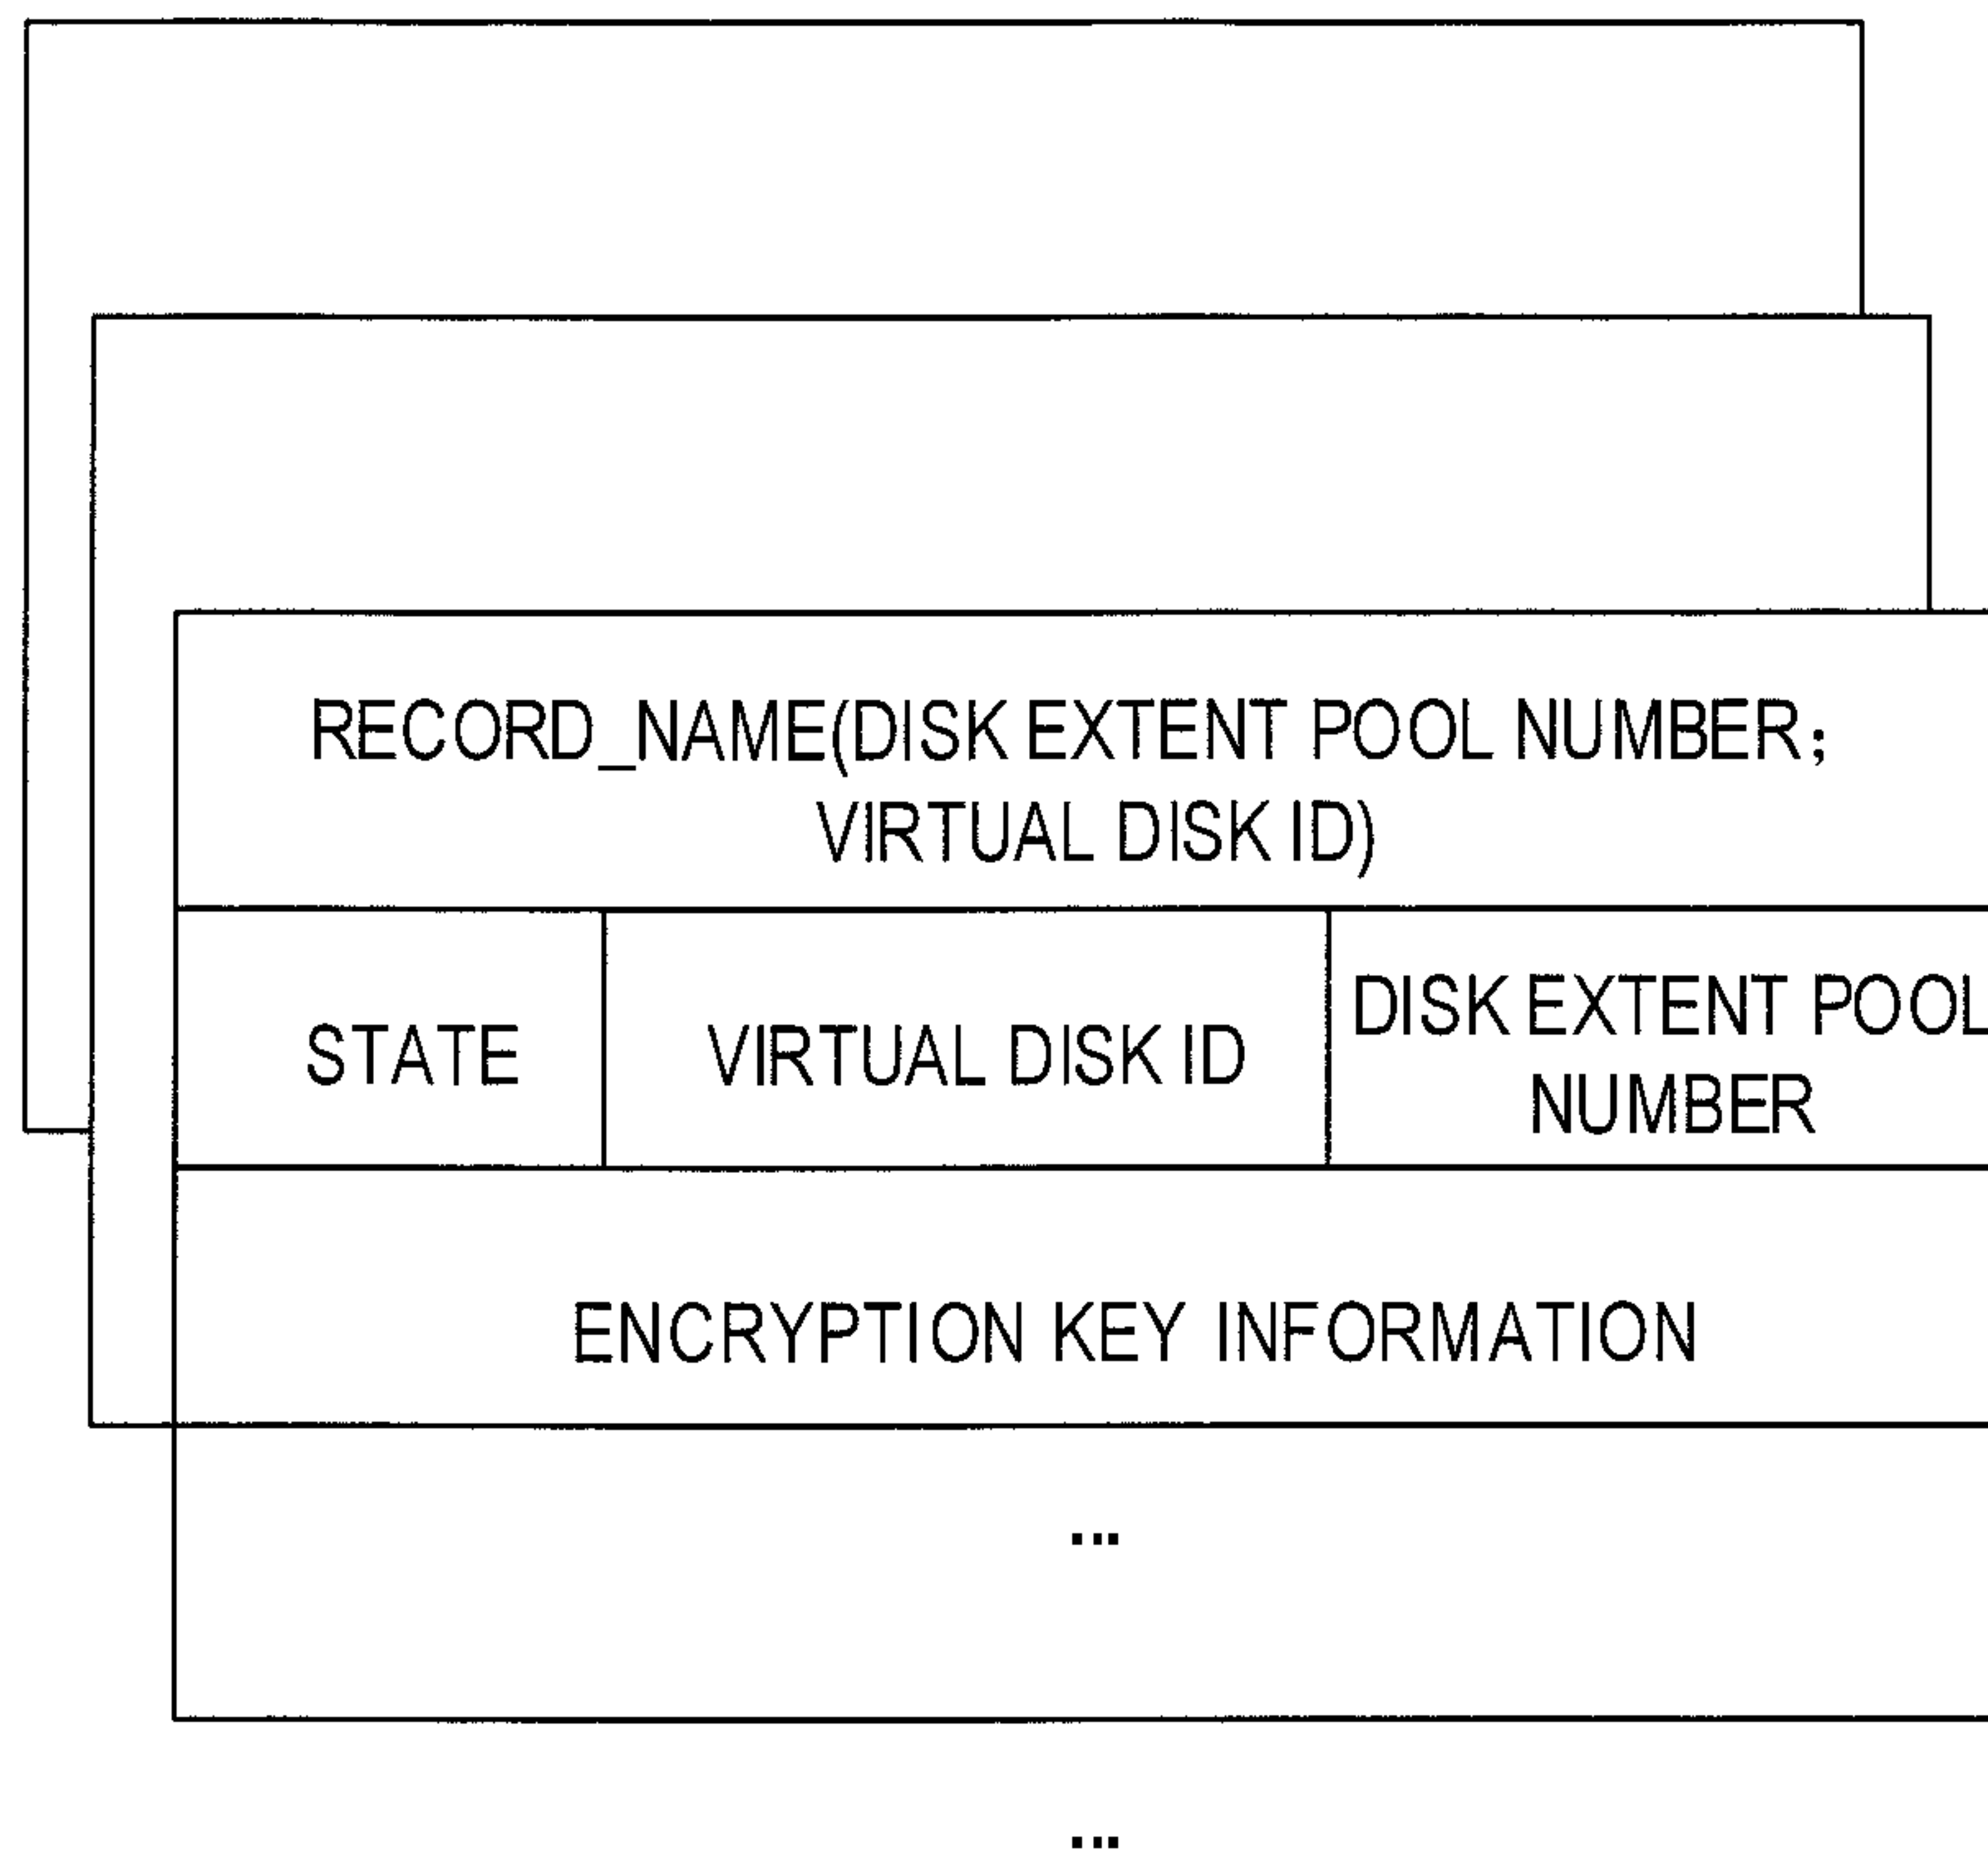 RECORD_NAME(DISK EXTENT POOL NUMBER;
VIRTUAL DISK ID)
STATE
VIRTUAL DISK ID
DISK EXTENT POOL
NUMBER
ENCRYPTION KEY INFORMATION
...
...